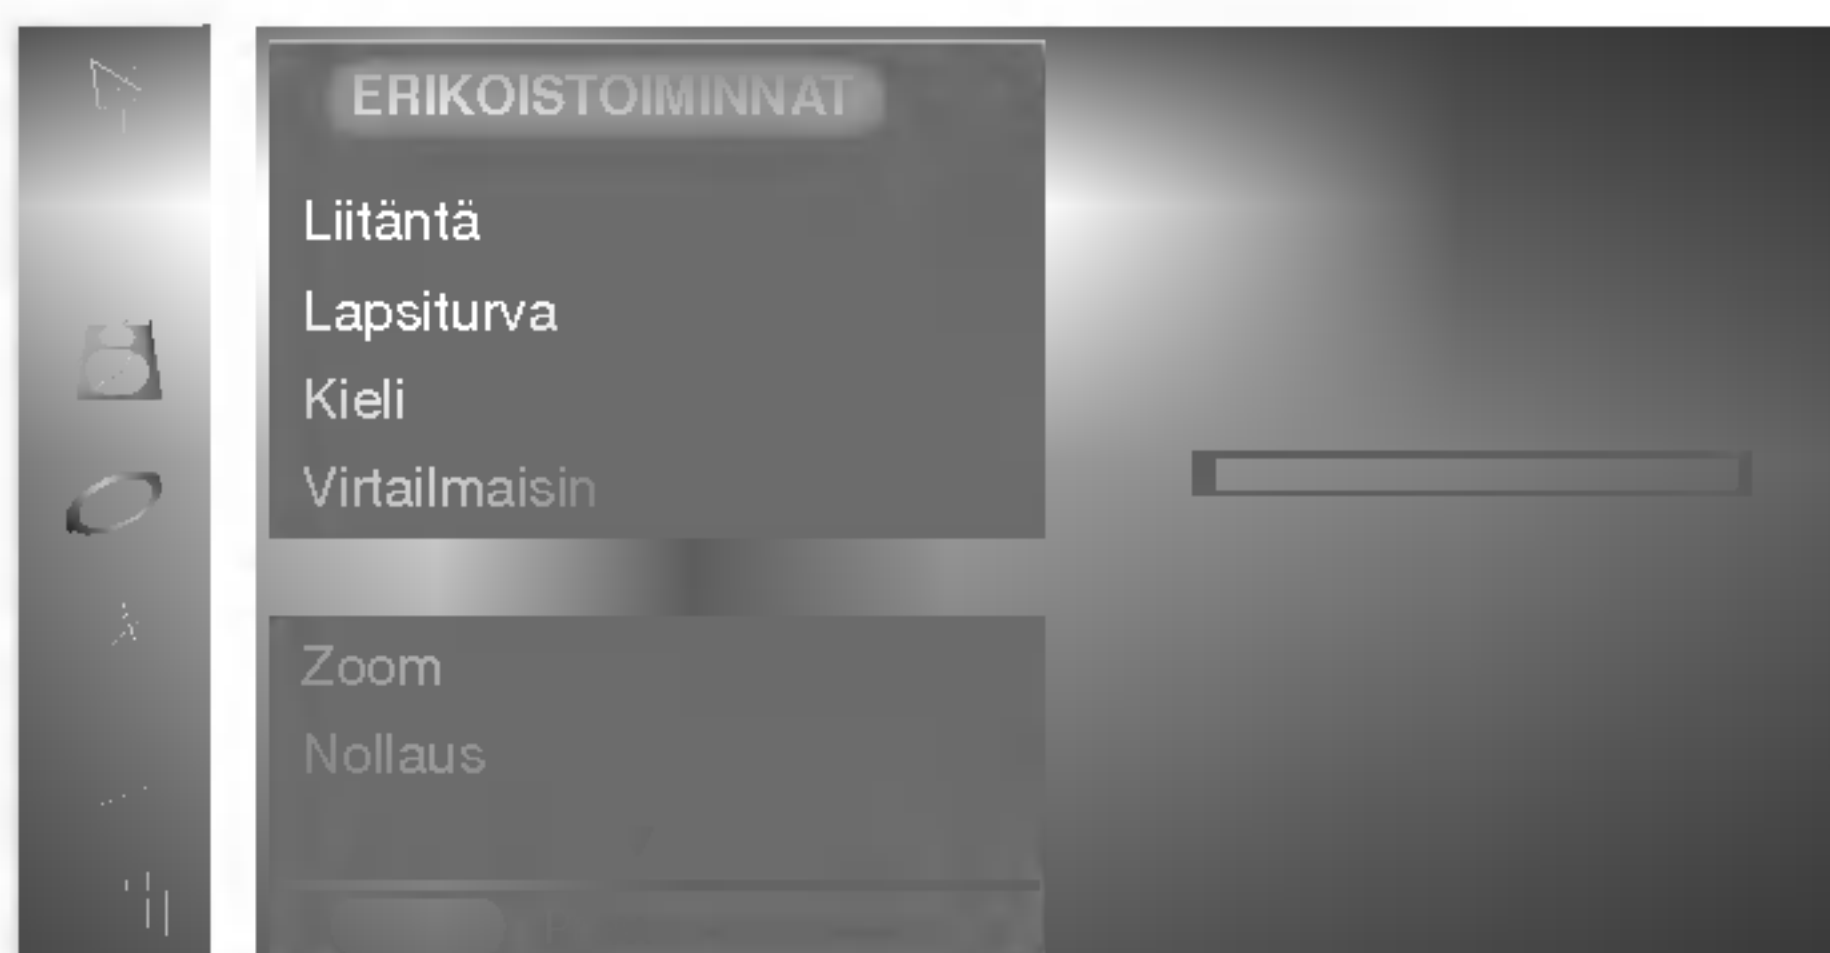 ERIKOISTOIMINNAT
Liitäntä
Lapsiturva
Kieli
Virtailmaisin
Zoom
Nollaus